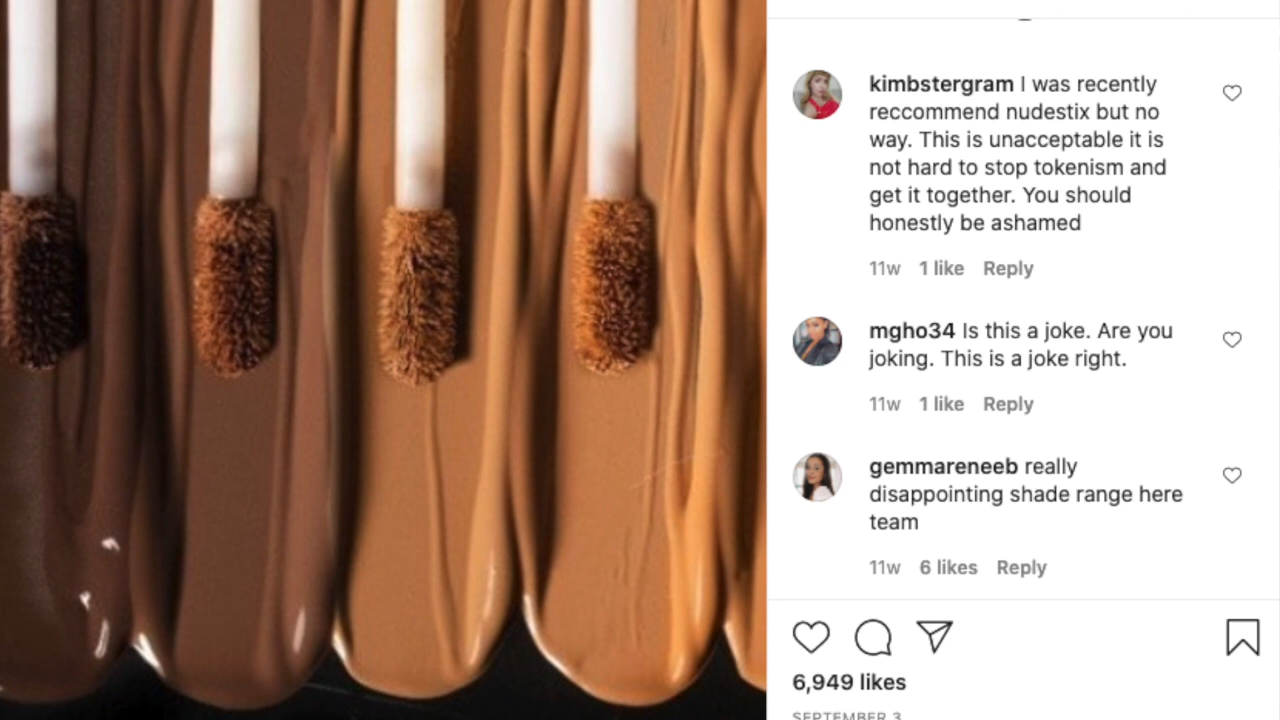 kimbstergram I was recently
reccommend nudestix but no
way. This is unacceptable it is
not hard to stop tokenism and
get it together. You should
honestly be ashamed
11w 1 like Reply
mgho34 Is this a joke. Are you
joking. This is a joke right.
11w 1 like Reply
gemmareneeb really
disappointing shade range here
team
11w 6 likes Reply
6,949 likes
SEPTEMBER 3